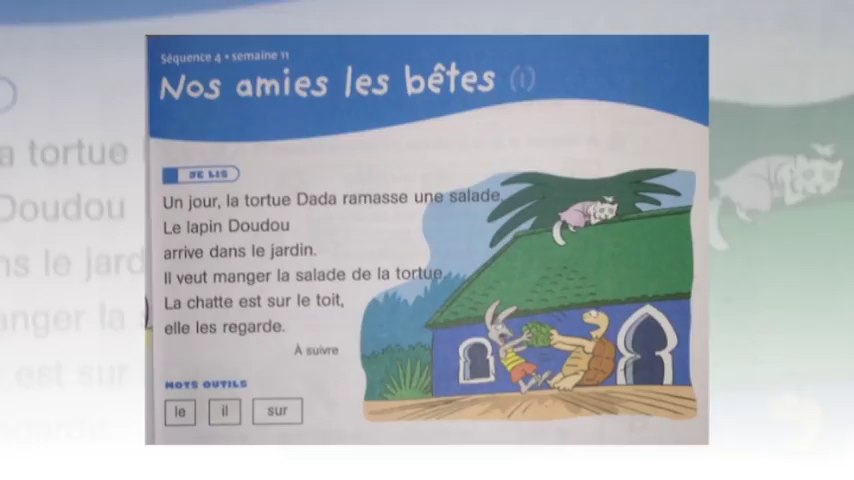 Séquence 4 • semaine 11
Nos amies les bêtes (1)
JE LIS
Un jour, la tortue Dada ramasse une salade.
Le lapin Doudou
arrive dans le jardin.
Il veut manger la salade de la tortue.
La chatte est sur le toit,
elle les regarde.
À suivre
MOTS OUTILS
le il sur